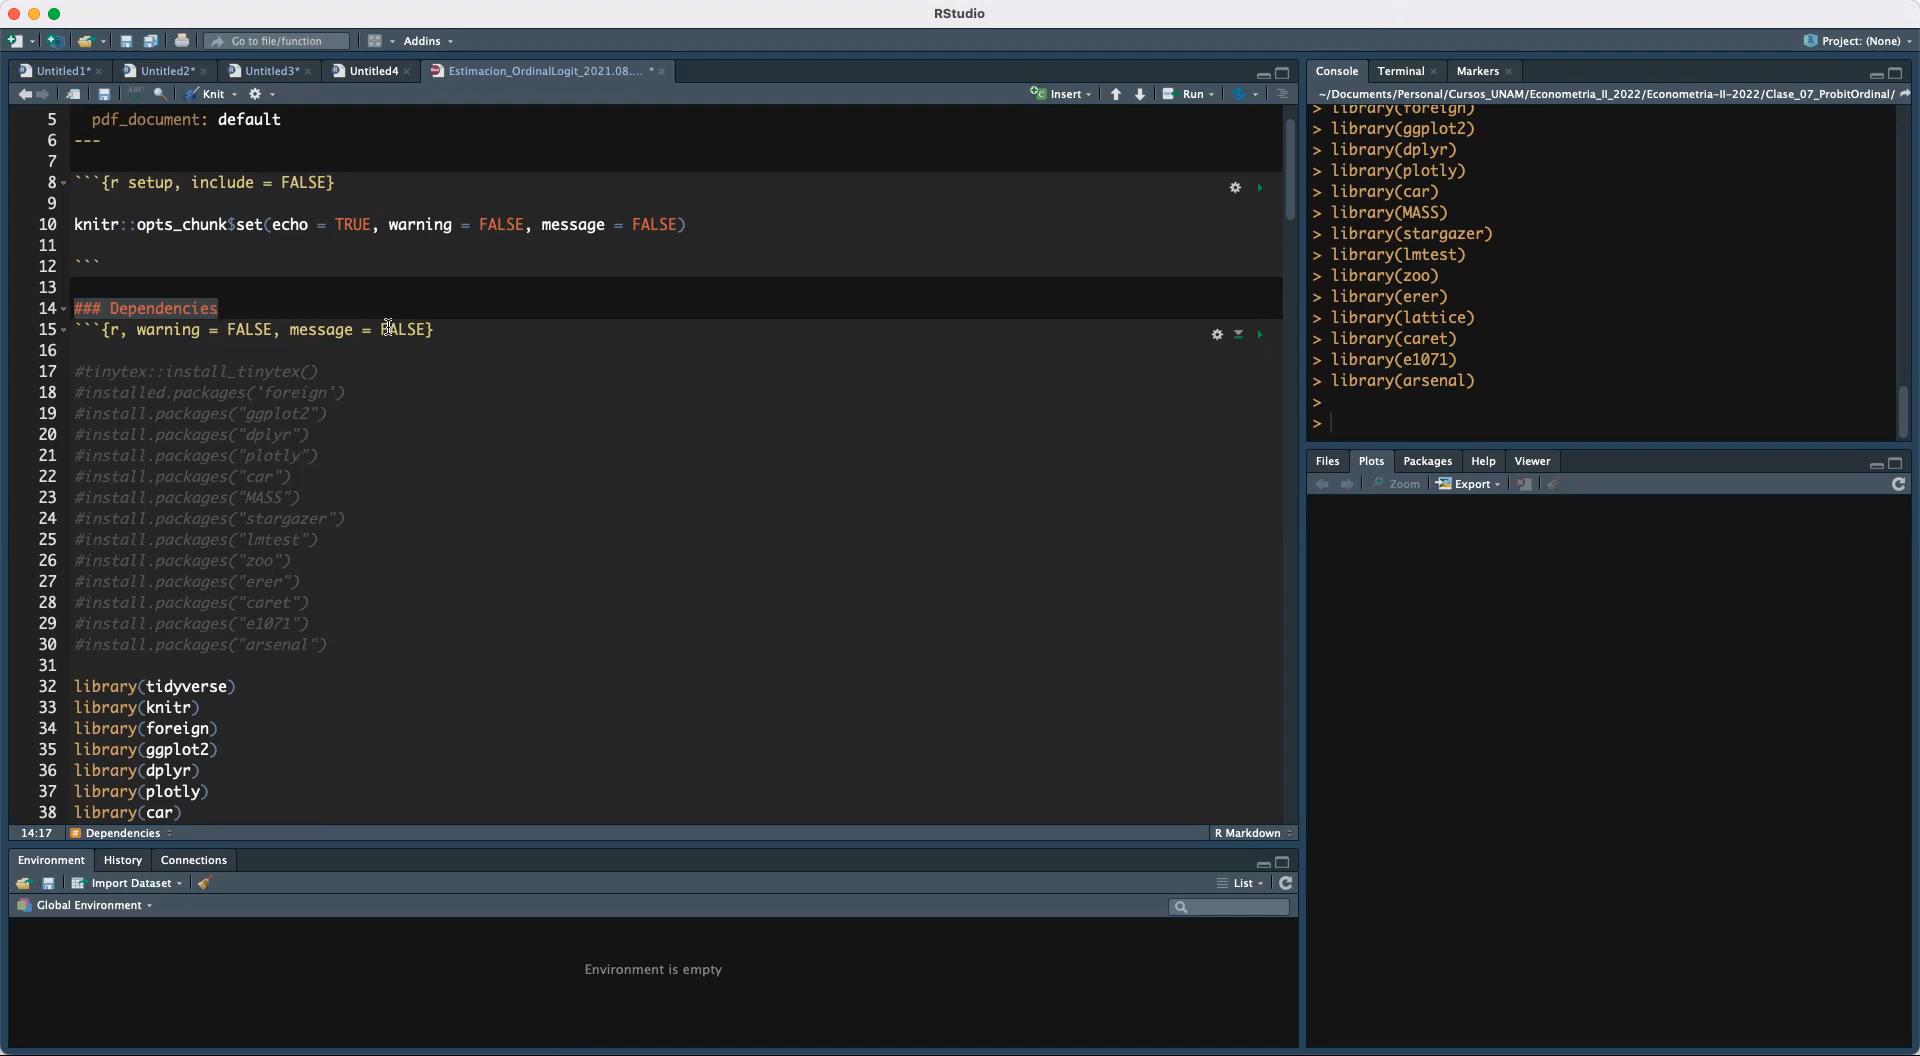 RStudio
Go to file/function
Addins
Project: (None)
Untitled1*
Untitled2*
Untitled3*
Untitled4
Estimacion_OrdinalLogit_2021.08.... *
ABC
Knit
Insert
Run
5 pdf_document: default
6 ---
7
8 ```{r setup, include = FALSE}
9
10 knitr::opts_chunk$set(echo = TRUE, warning = FALSE, message = FALSE)
11
12 ```
13
14 ### Dependencies
15 ```{r, warning = FALSE, message = FALSE}
16
17 #tinytex::install_tinytex()
18 #installed.packages('foreign')
19 #install.packages("ggplot2")
20 #install.packages("dplyr")
21 #install.packages("plotly")
22 #install.packages("car")
23 #install.packages("MASS")
24 #install.packages("stargazer")
25 #install.packages("lmtest")
26 #install.packages("zoo")
27 #install.packages("erer")
28 #install.packages("caret")
29 #install.packages("e1071")
30 #install.packages("arsenal")
31
32 library(tidyverse)
33 library(knitr)
34 library(foreign)
35 library(ggplot2)
36 library(dplyr)
37 library(plotly)
38 library(car)
14:17 # Dependencies
R Markdown
Environment History Connections
Import Dataset
List
Global Environment
Environment is empty
Console Terminal Markers
~/Documents/Personal/Cursos_UNAM/Econometria_II_2022/Econometria-II-2022/Clase_07_ProbitOrdinal/
> library(foreign)
> library(ggplot2)
> library(dplyr)
> library(plotly)
> library(car)
> library(MASS)
> library(stargazer)
> library(lmtest)
> library(zoo)
> library(erer)
> library(lattice)
> library(caret)
> library(e1071)
> library(arsenal)
>
>
Files Plots Packages Help Viewer
Zoom
Export